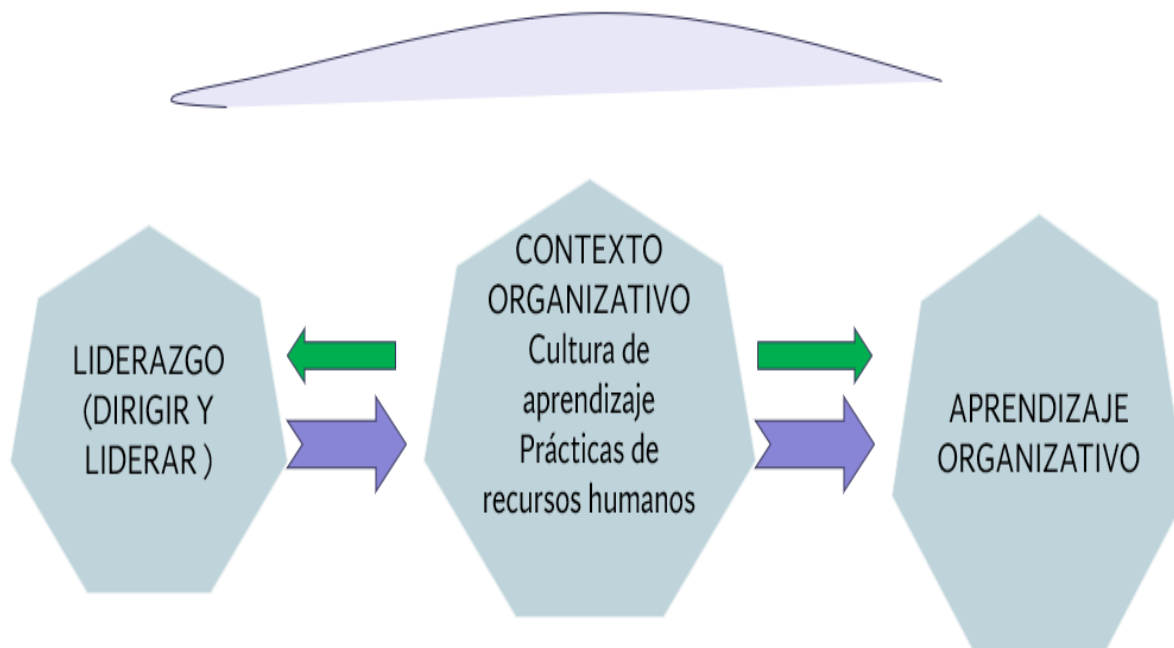 LIDERAZGO
(DIRIGIR Y
LIDERAR )
CONTEXTO
ORGANIZATIVO
Cultura de
aprendizaje
Prácticas de
recursos humanos
APRENDIZAJE
ORGANIZATIVO